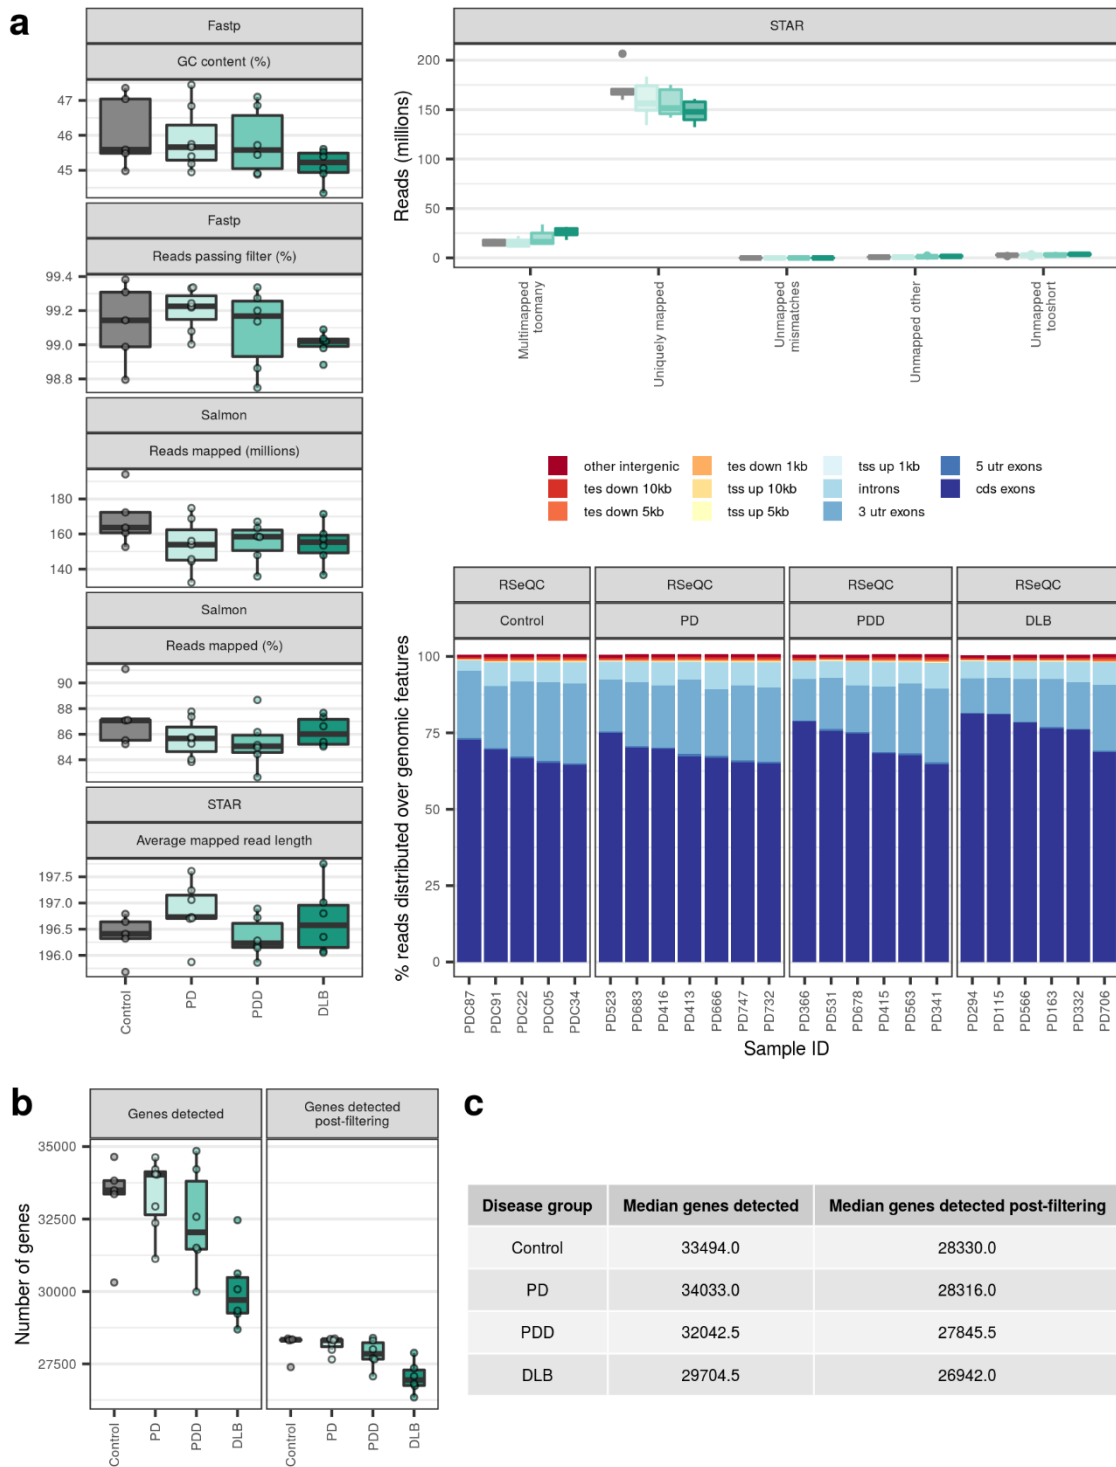 a
Fastp
GC content (%)
47
46
45
Fastp
Reads passing filter (%)
99.4
99.2
99.0
98.8
Salmon
Reads mapped (millions)
180
160
140
Salmon
Reads mapped (%)
90
88
86
84
STAR
Average mapped read length
197.5
197.0
196.5
196.0
Control
PD
PDD
DLB
STAR
Reads (millions)
200
150
100
50
0
Multimapped
toomany
Uniquely mapped
Unmapped
mismatches
Unmapped other
Unmapped
tooshort
other intergenic
tes down 10kb
tes down 5kb
tes down 1kb
tss up 10kb
tss up 5kb
tss up 1kb
introns
3 utr exons
5 utr exons
cds exons
RSeQC
RSeQC
RSeQC
RSeQC
Control
PD
PDD
DLB
% reads distributed over genomic features
100
75
50
25
0
PDC87
PDC91
PDC22
PDC05
PDC34
PD523
PD683
PD416
PD413
PD666
PD747
PD732
PD366
PD531
PD678
PD415
PD563
PD341
PD294
PD115
PD566
PD163
PD332
PD706
Sample ID
b
Genes detected
Genes detected
post-filtering
Number of genes
35000
32500
30000
27500
Control
PD
PDD
DLB
Control
PD
PDD
DLB
c
Disease group Median genes detected Median genes detected post-filtering
Control 33494.0 28330.0
PD 34033.0 28316.0
PDD 32042.5 27845.5
DLB 29704.5 26942.0